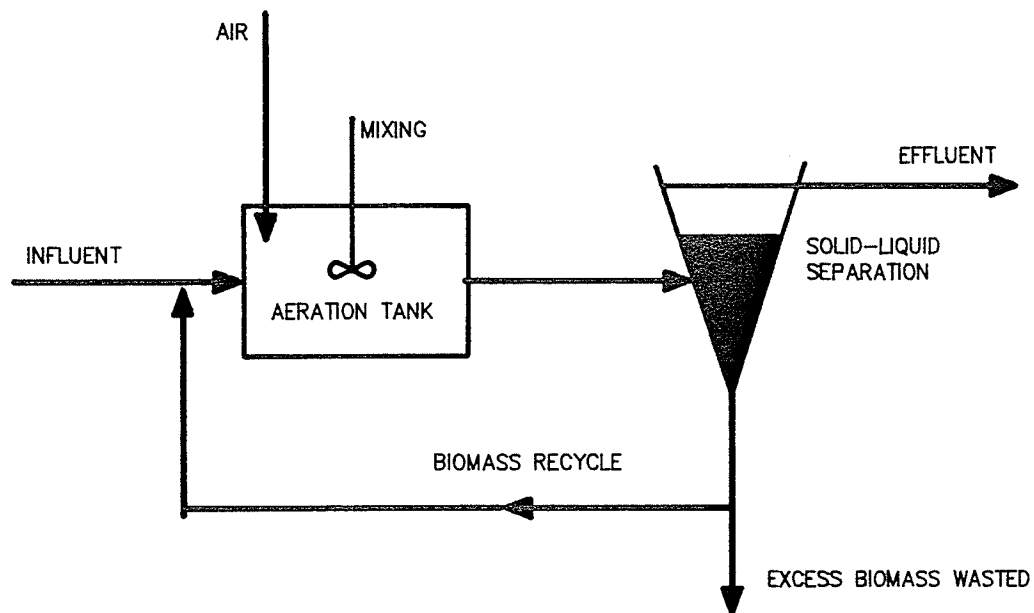 AIR
MIXING
EFFLUENT
INFLUENT
SOLID-LIQUID
SEPARATION
AERATION TANK
BIOMASS RECYCLE
EXCESS BIOMASS WASTED